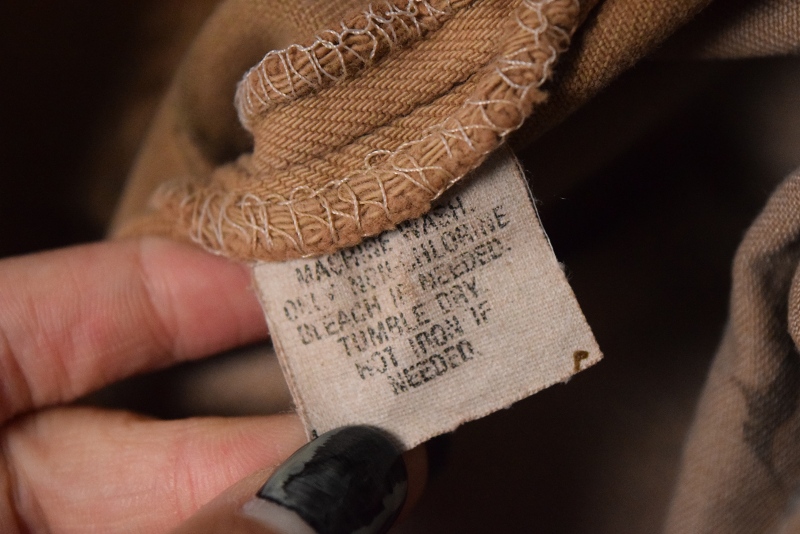 MACHINE WASH.
ONLY NON-CHLORINE
BLEACH IF NEEDED.
TUMBLE DRY
HOT IRON IF
NEEDED.